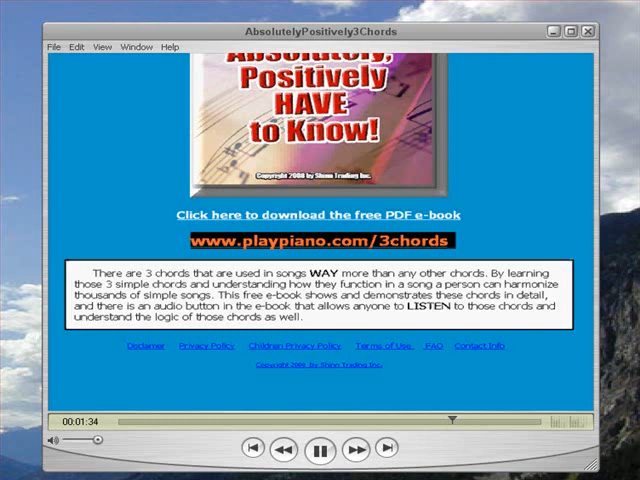 AbsolutelyPositively3Chords
File Edit View Window Help
Absolutely,
Positively
HAVE
to Know!
Copyright 2008 by Shinn Trading Inc.
Click here to download the free PDF e-book
www.playpiano.com/3chords
There are 3 chords that are used in songs WAY more than any other chords. By learning
those 3 simple chords and understanding how they function in a song a person can harmonize
thousands of simple songs. This free e-book shows and demonstrates these chords in detail,
and there is an audio button in the e-book that allows anyone to LISTEN to those chords and
understand the logic of those chords as well.
Disclamer Privacy Policy Children Privacy Policy Terms of Use FAQ Contact Info
Copyright 2008 by Shinn Trading Inc.
00:01:34